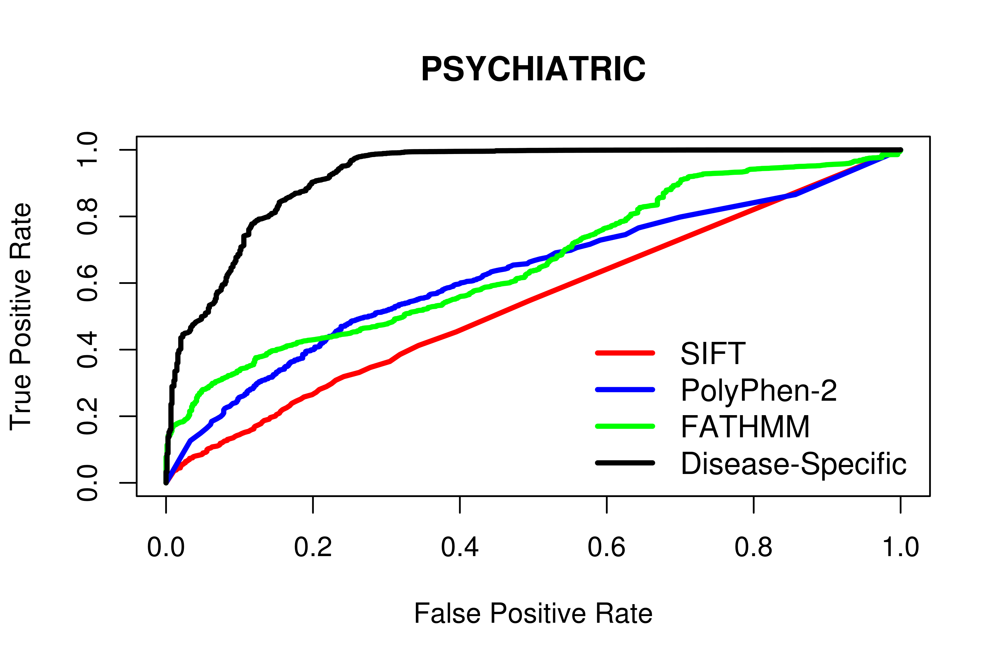 PSYCHIATRIC
True Positive Rate
1.0
0.8
0.6
0.4
0.2
0.0
SIFT
PolyPhen-2
FATHMM
Disease-Specific
0.0 0.2 0.4 0.6 0.8 1.0
False Positive Rate